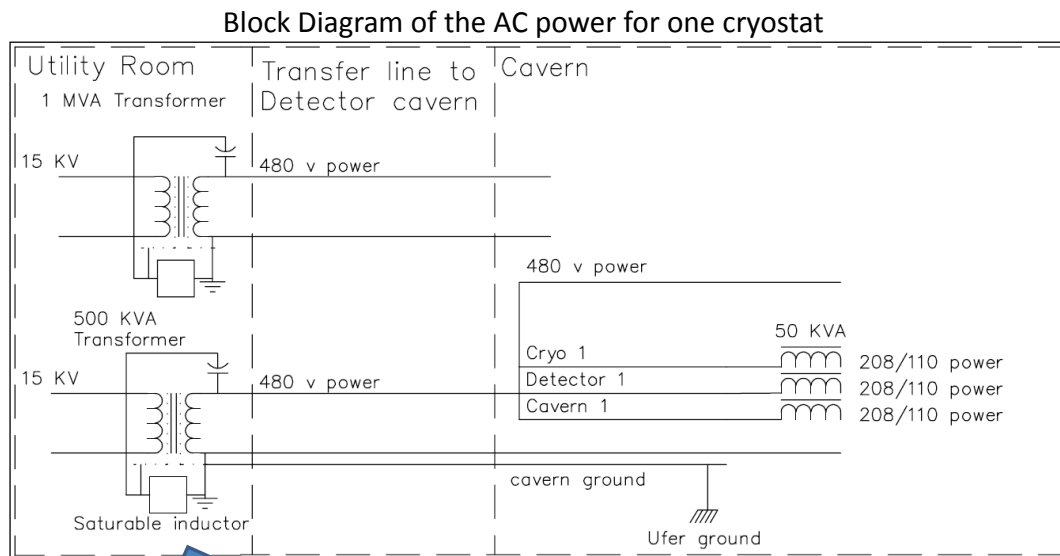 Block Diagram of the AC power for one cryostat
Utility Room
1 MVA Transformer
Transfer line to
Detector cavern
Cavern
15 KV
480 v power
480 v power
500 KVA
Transformer
50 KVA
Cryo 1
208/110 power
15 KV
480 v power
Detector 1
208/110 power
Cavern 1
208/110 power
cavern ground
Saturable inductor
Ufer ground